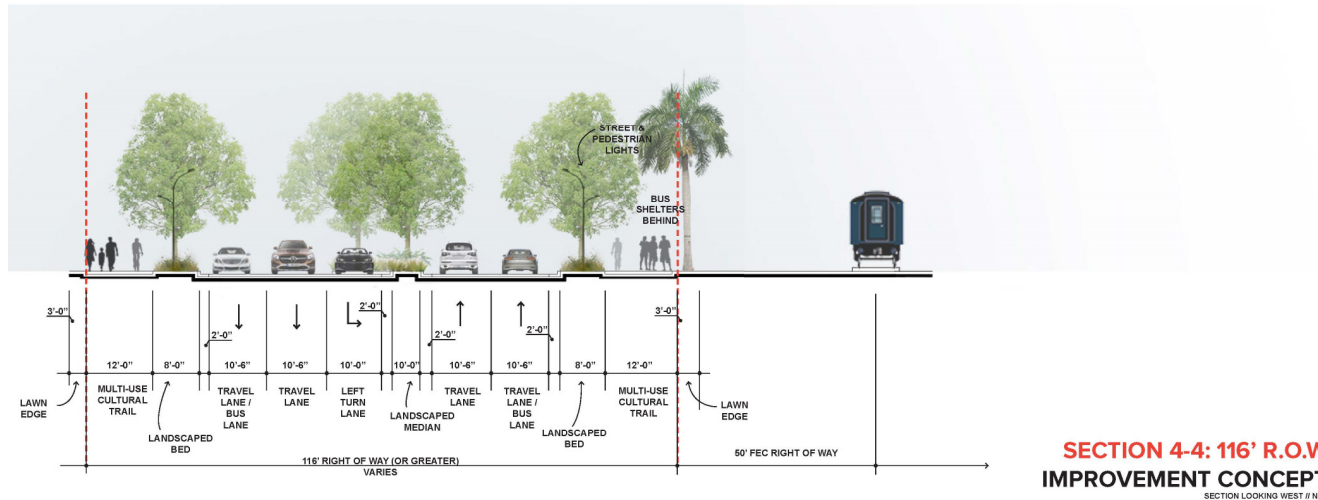 STREET &
PEDESTRIAN
LIGHTS
BUS
SHELTERS
BEHIND
3'-0"
2'-0"
2'-0"
2'-0"
2'-0"
3'-0"
12'-0"
8'-0"
10'-6"
10'-6"
10'-0"
10'-0"
10'-6"
10'-6"
8'-0"
12'-0"
LAWN
EDGE
MULTI-USE
CULTURAL
TRAIL
LANDSCAPED
BED
TRAVEL
LANE /
BUS
LANE
TRAVEL
LANE
LEFT
TURN
LANE
LANDSCAPED
MEDIAN
TRAVEL
LANE
TRAVEL
LANE /
BUS
LANE
LANDSCAPED
BED
MULTI-USE
CULTURAL
TRAIL
LAWN
EDGE
116' RIGHT OF WAY (OR GREATER)
VARIES
50' FEC RIGHT OF WAY
SECTION 4-4: 116' R.O.W
IMPROVEMENT CONCEPT
SECTION LOOKING WEST // N